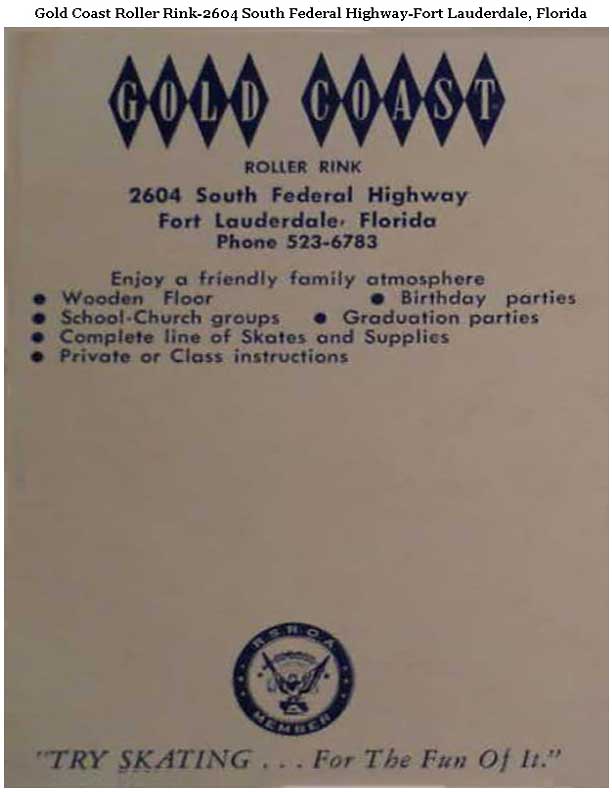 Gold Coast Roller Rink-2604 South Federal Highway-Fort Lauderdale, Florida
GOLD COAST
ROLLER RINK
2604 South Federal Highway
Fort Lauderdale, Florida
Phone 523-6783
Enjoy a friendly family atmosphere
• Wooden Floor • Birthday parties
• School-Church groups • Graduation parties
• Complete line of Skates and Supplies
• Private or Class instructions
RSROA
MEMBER
"TRY SKATING . . . For The Fun Of It."